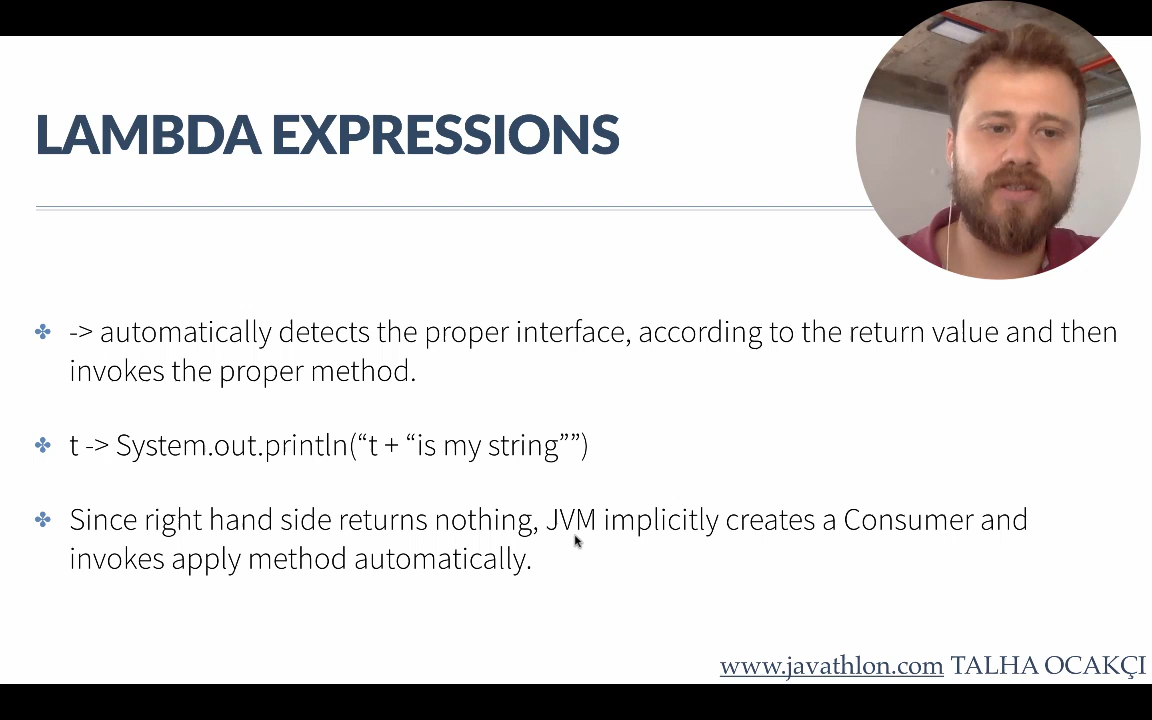 LAMBDA EXPRESSIONS
-> automatically detects the proper interface, according to the return value and then
invokes the proper method.
t -> System.out.println(“t + “is my string””)
Since right hand side returns nothing, JVM implicitly creates a Consumer and
invokes apply method automatically.
www.javathlon.com TALHA OCAKÇI